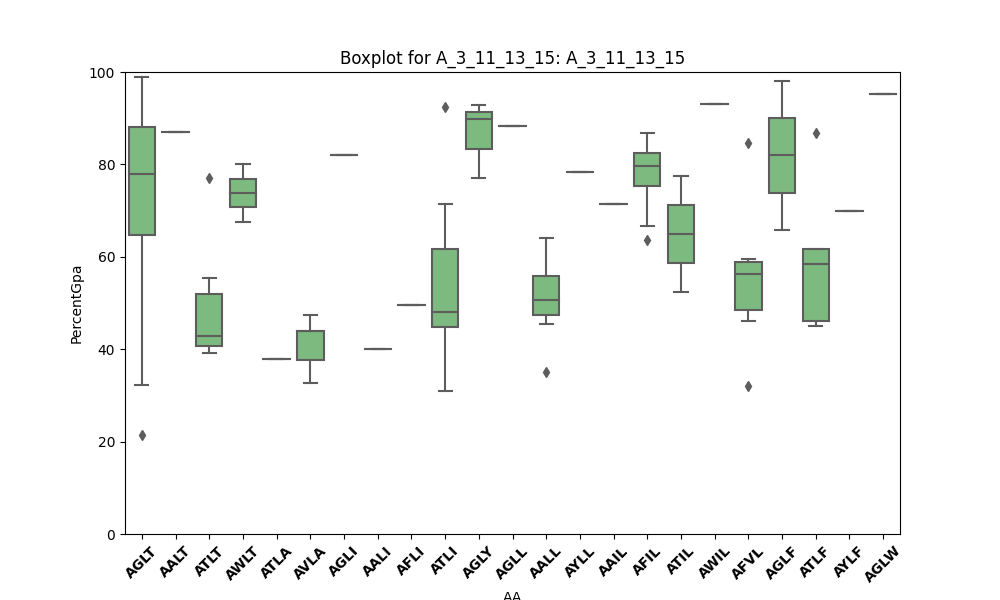 Boxplot for A_3_11_13_15: A_3_11_13_15
100
80
60
40
20
0
PercentGpa
AGLT AALT ATLT AWLT ATLA AVLA AGLI AALI AFLI ATLI AGLY AGLL AALL AYLL AAIL AFIL ATIL AWIL AFVL AGLF ATLF AYLF AGLW
AA